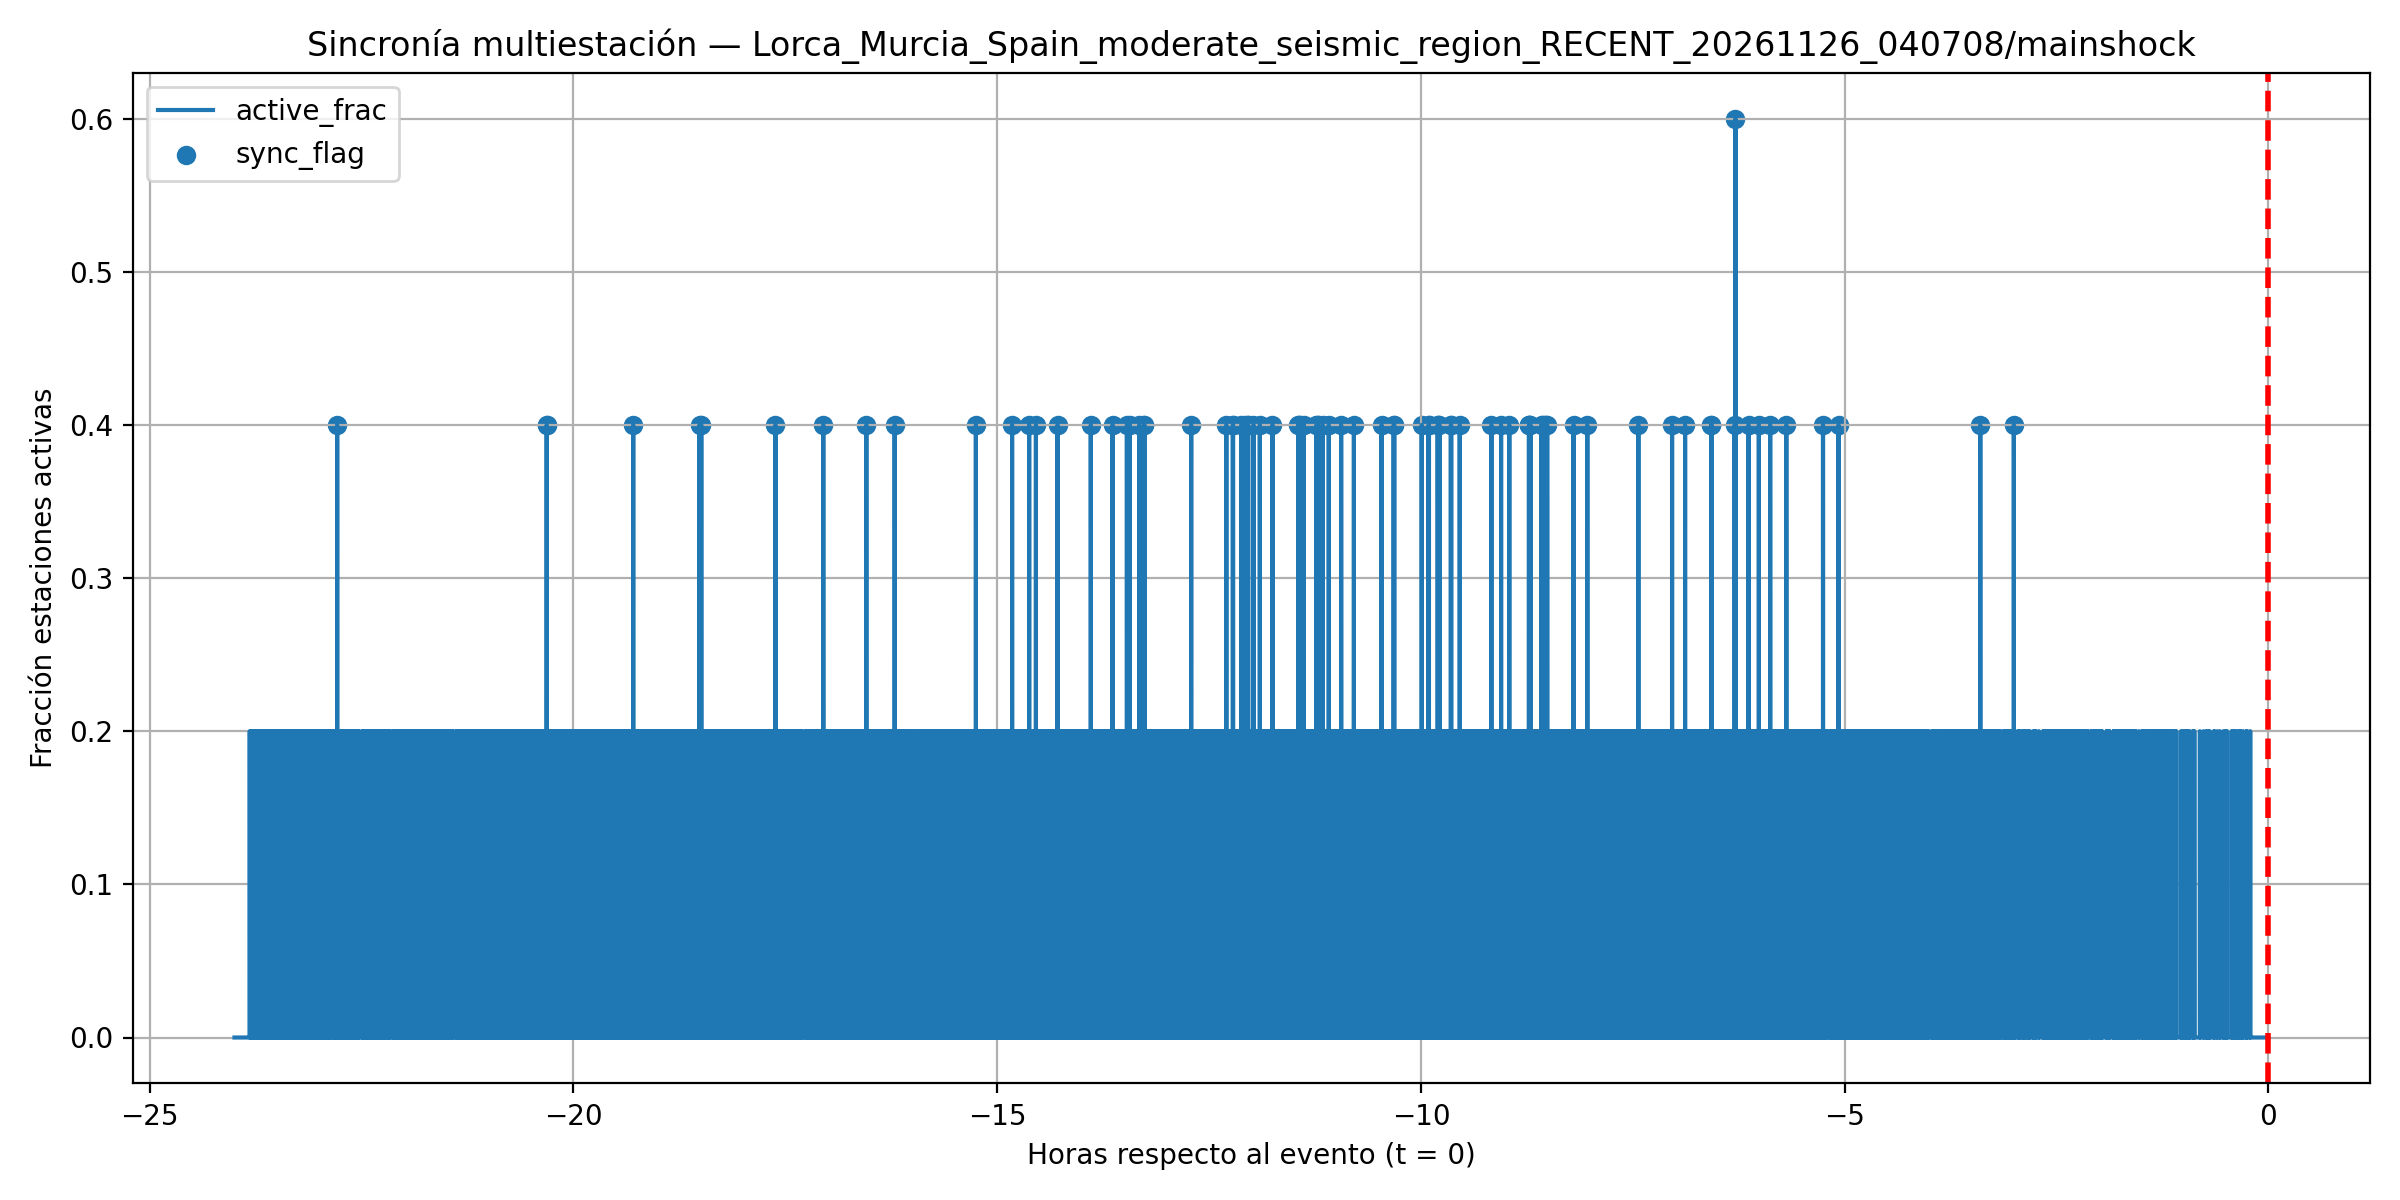 Sincronía multiestación — Lorca_Murcia_Spain_moderate_seismic_region_RECENT_20261126_040708/mainshock
active_frac
sync_flag
Fracción estaciones activas
0.6
0.5
0.4
0.3
0.2
0.1
0.0
−25 −20 −15 −10 −5 0
Horas respecto al evento (t = 0)